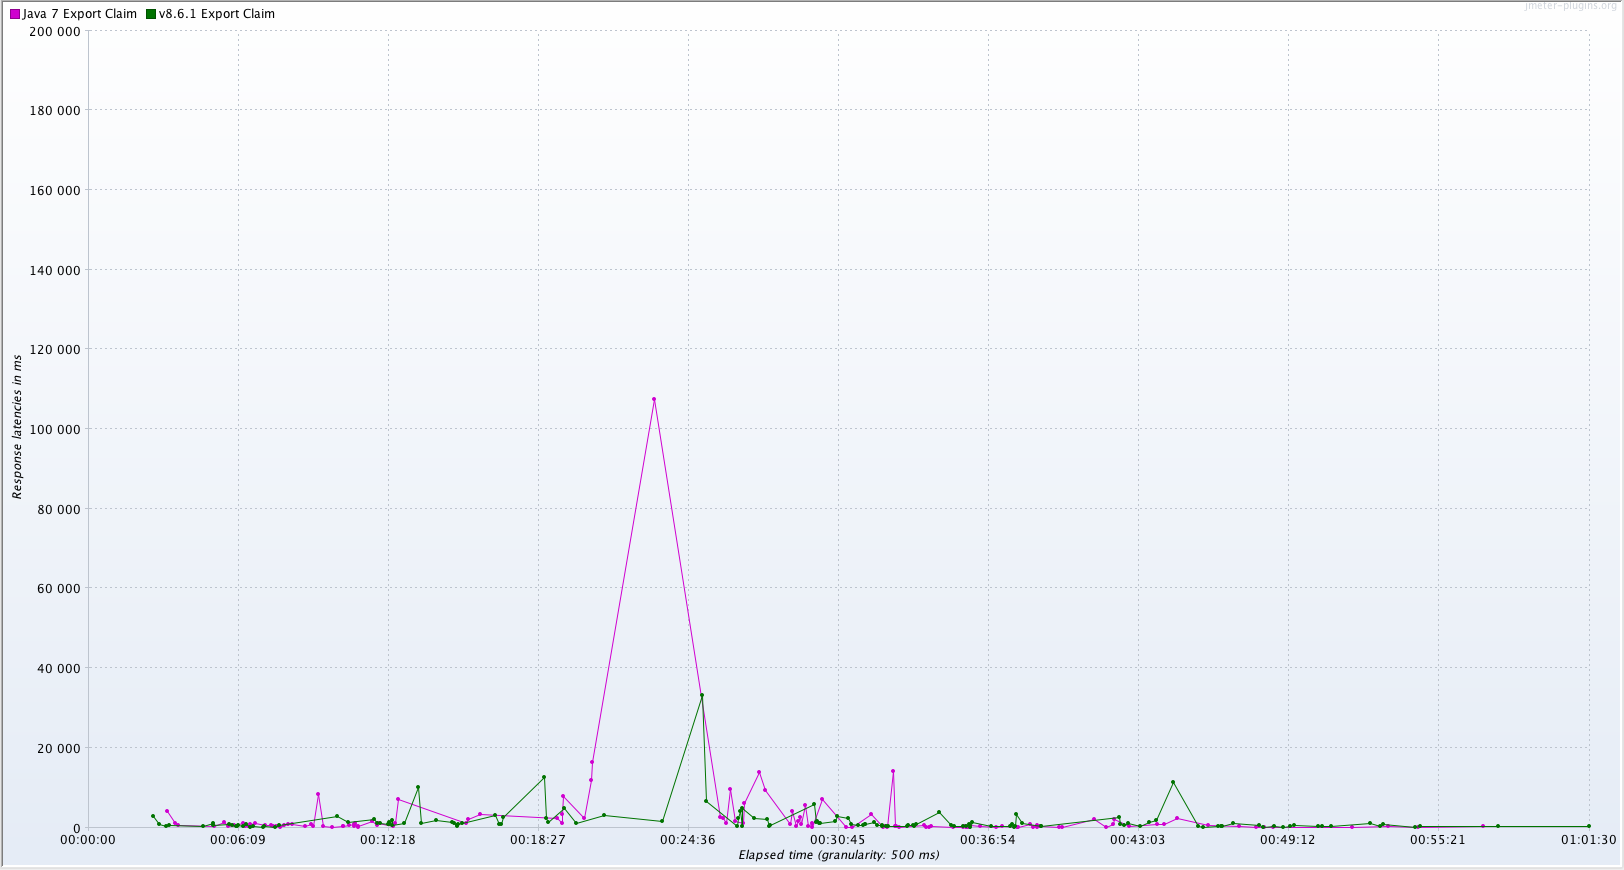 Java 7 Export Claim v8.6.1 Export Claim
jmeter-plugins.org
200 000
180 000
160 000
140 000
120 000
100 000
80 000
60 000
40 000
20 000
0
Response latencies in ms
00:00:00 00:06:09 00:12:18 00:18:27 00:24:36 00:30:45 00:36:54 00:43:03 00:49:12 00:55:21 01:01:30
Elapsed time (granularity: 500 ms)